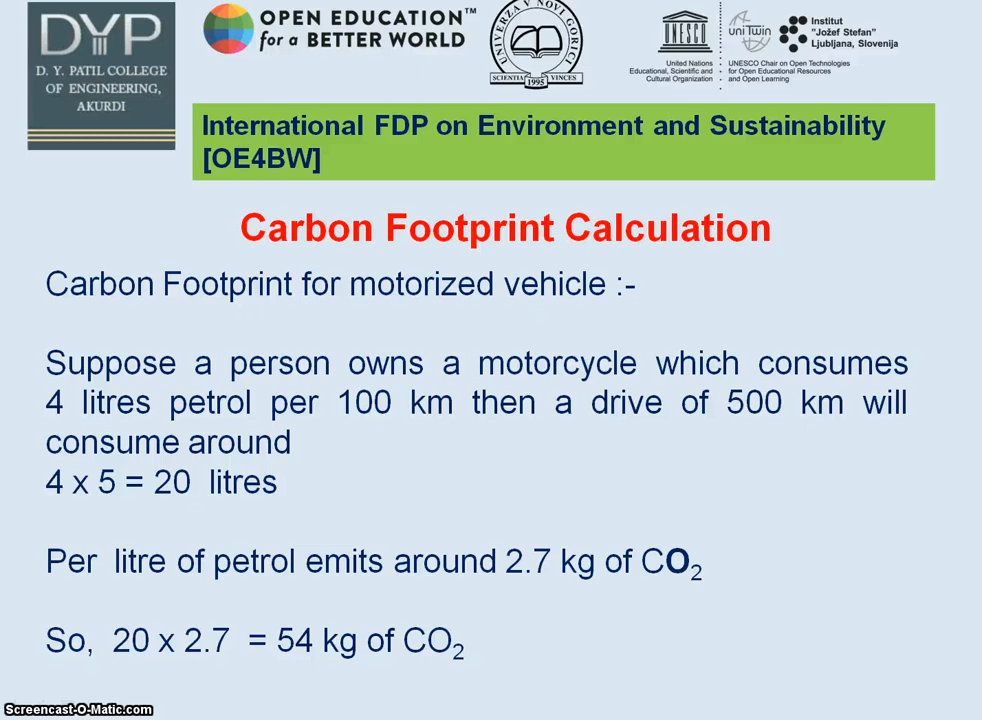 DYP
D. Y. PATIL COLLEGE
OF ENGINEERING,
AKURDI
OPEN EDUCATION™
for a BETTER WORLD
UNIVERZA V NOVI GORICI
SCIENTIA VINCES
1995
UNESCO
United Nations
Educational, Scientific and
Cultural Organization
uniTwin
Institut
"Jožef Stefan"
Ljubljana, Slovenija
UNESCO Chair on Open Technologies
for Open Educational Resources
and Open Learning
International FDP on Environment and Sustainability
[OE4BW]
Carbon Footprint Calculation
Carbon Footprint for motorized vehicle :-
Suppose a person owns a motorcycle which consumes
4 litres petrol per 100 km then a drive of 500 km will
consume around
4 x 5 = 20 litres
Per litre of petrol emits around 2.7 kg of CO₂
So, 20 x 2.7 = 54 kg of CO₂
Screencast-O-Matic.com